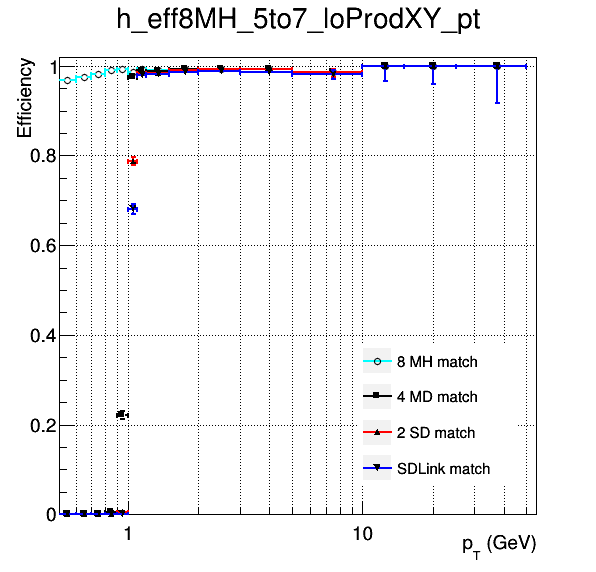 h_eff8MH_5to7_loProdXY_pt
Efficiency
1
0.8
0.6
0.4
0.2
0
8 MH match
4 MD match
2 SD match
SDLink match
1
10
p_T (GeV)